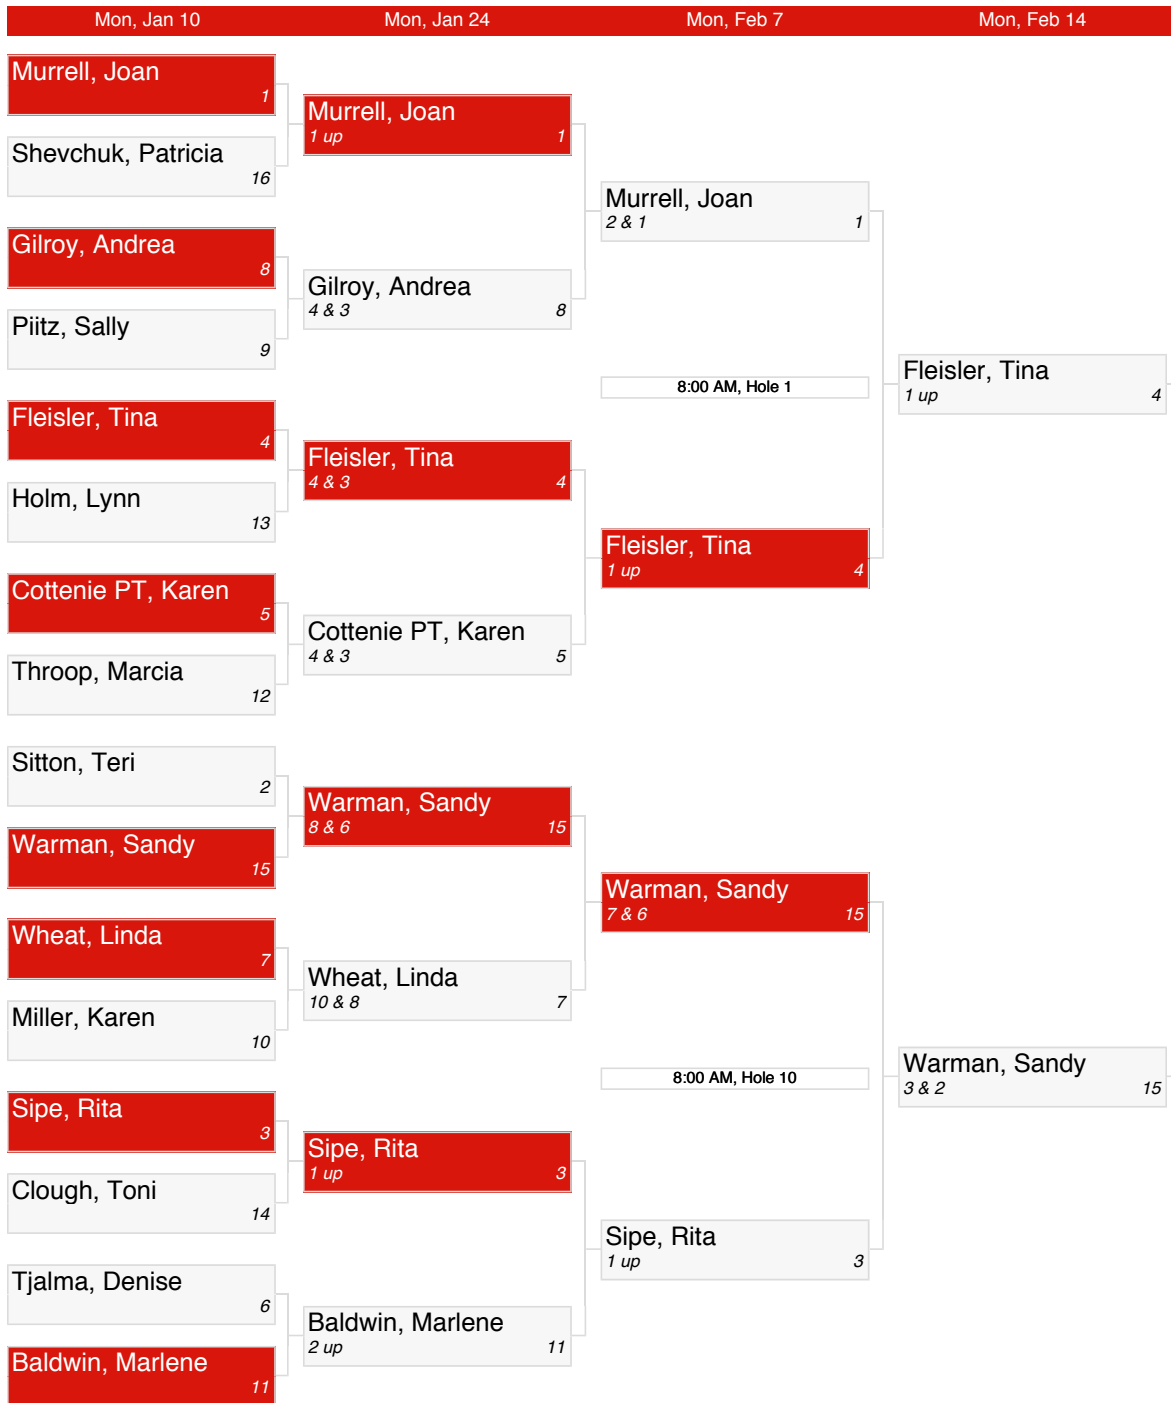 Mon, Jan 10
Mon, Jan 24
Mon, Feb 7
Mon, Feb 14
Murrell, Joan
1
Shevchuk, Patricia
16
Gilroy, Andrea
8
Piitz, Sally
9
Fleisler, Tina
4
Holm, Lynn
13
Cottenie PT, Karen
5
Throop, Marcia
12
Sitton, Teri
2
Warman, Sandy
15
Wheat, Linda
7
Miller, Karen
10
Sipe, Rita
3
Clough, Toni
14
Tjalma, Denise
6
Baldwin, Marlene
11
Murrell, Joan
1 up 1
Gilroy, Andrea
4 & 3 8
Fleisler, Tina
4 & 3 4
Cottenie PT, Karen
4 & 3 5
Warman, Sandy
8 & 6 15
Wheat, Linda
10 & 8 7
Sipe, Rita
1 up 3
Baldwin, Marlene
2 up 11
Murrell, Joan
2 & 1 1
8:00 AM, Hole 1
Fleisler, Tina
1 up 4
Warman, Sandy
7 & 6 15
8:00 AM, Hole 10
Sipe, Rita
1 up 3
Fleisler, Tina
1 up 4
Warman, Sandy
3 & 2 15